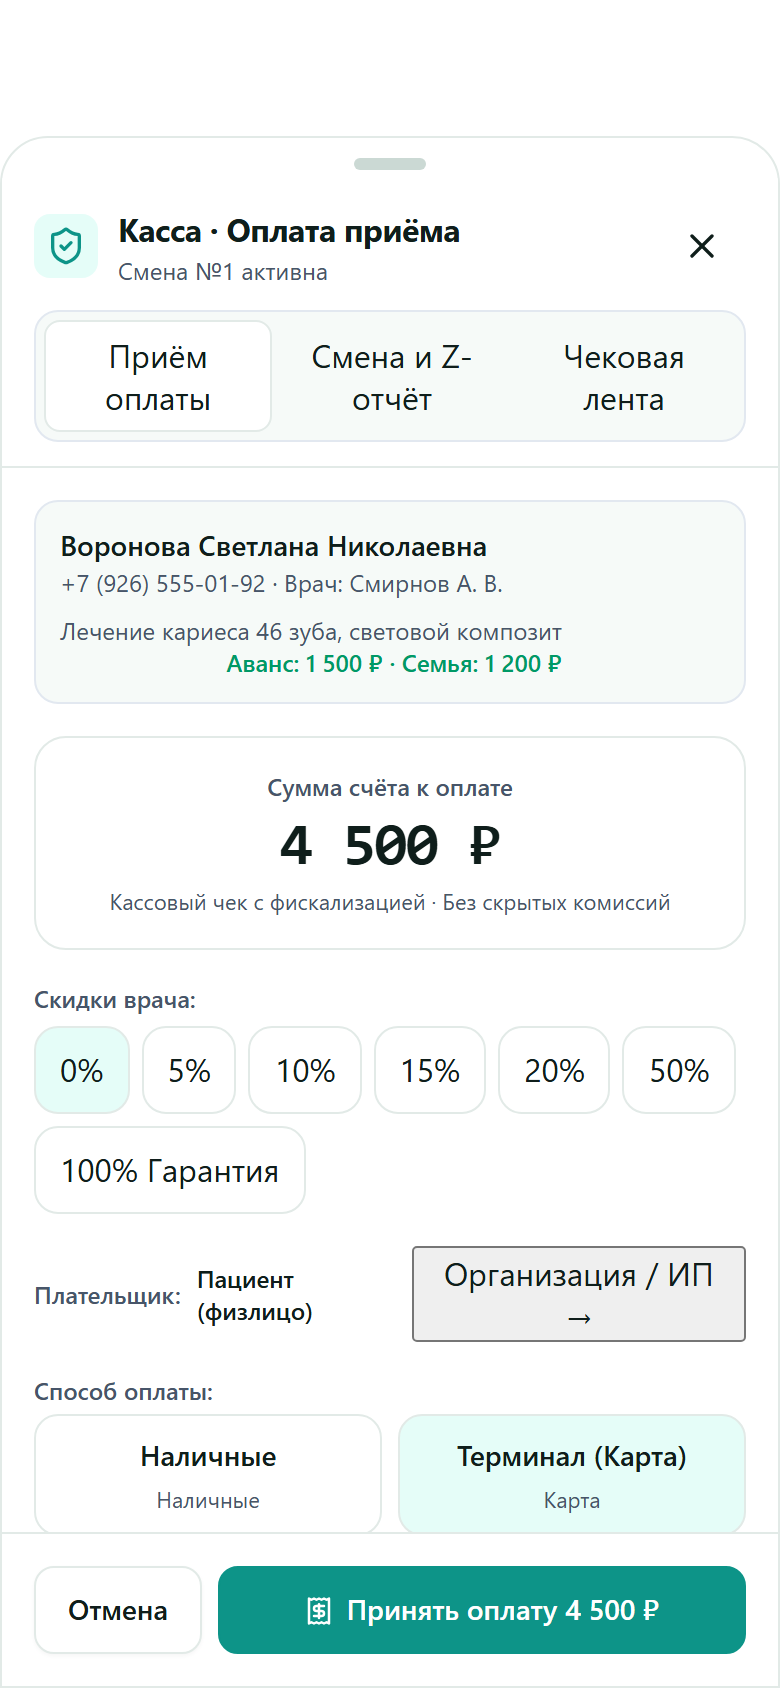 Касса · Оплата приёма
Смена №1 активна
Приём
оплаты
Смена и Z-
отчёт
Чековая
лента
Воронова Светлана Николаевна
+7 (926) 555-01-92 · Врач: Смирнов А. В.
Лечение кариеса 46 зуба, световой композит
Аванс: 1 500 ₽ · Семья: 1 200 ₽
Сумма счёта к оплате
4 500 ₽
Кассовый чек с фискализацией · Без скрытых комиссий
Скидки врача:
0% 5% 10% 15% 20% 50%
100% Гарантия
Плательщик:
Пациент
(физлицо)
Организация / ИП
→
Способ оплаты:
Наличные
Наличные
Терминал (Карта)
Карта
Отмена
Принять оплату 4 500 ₽